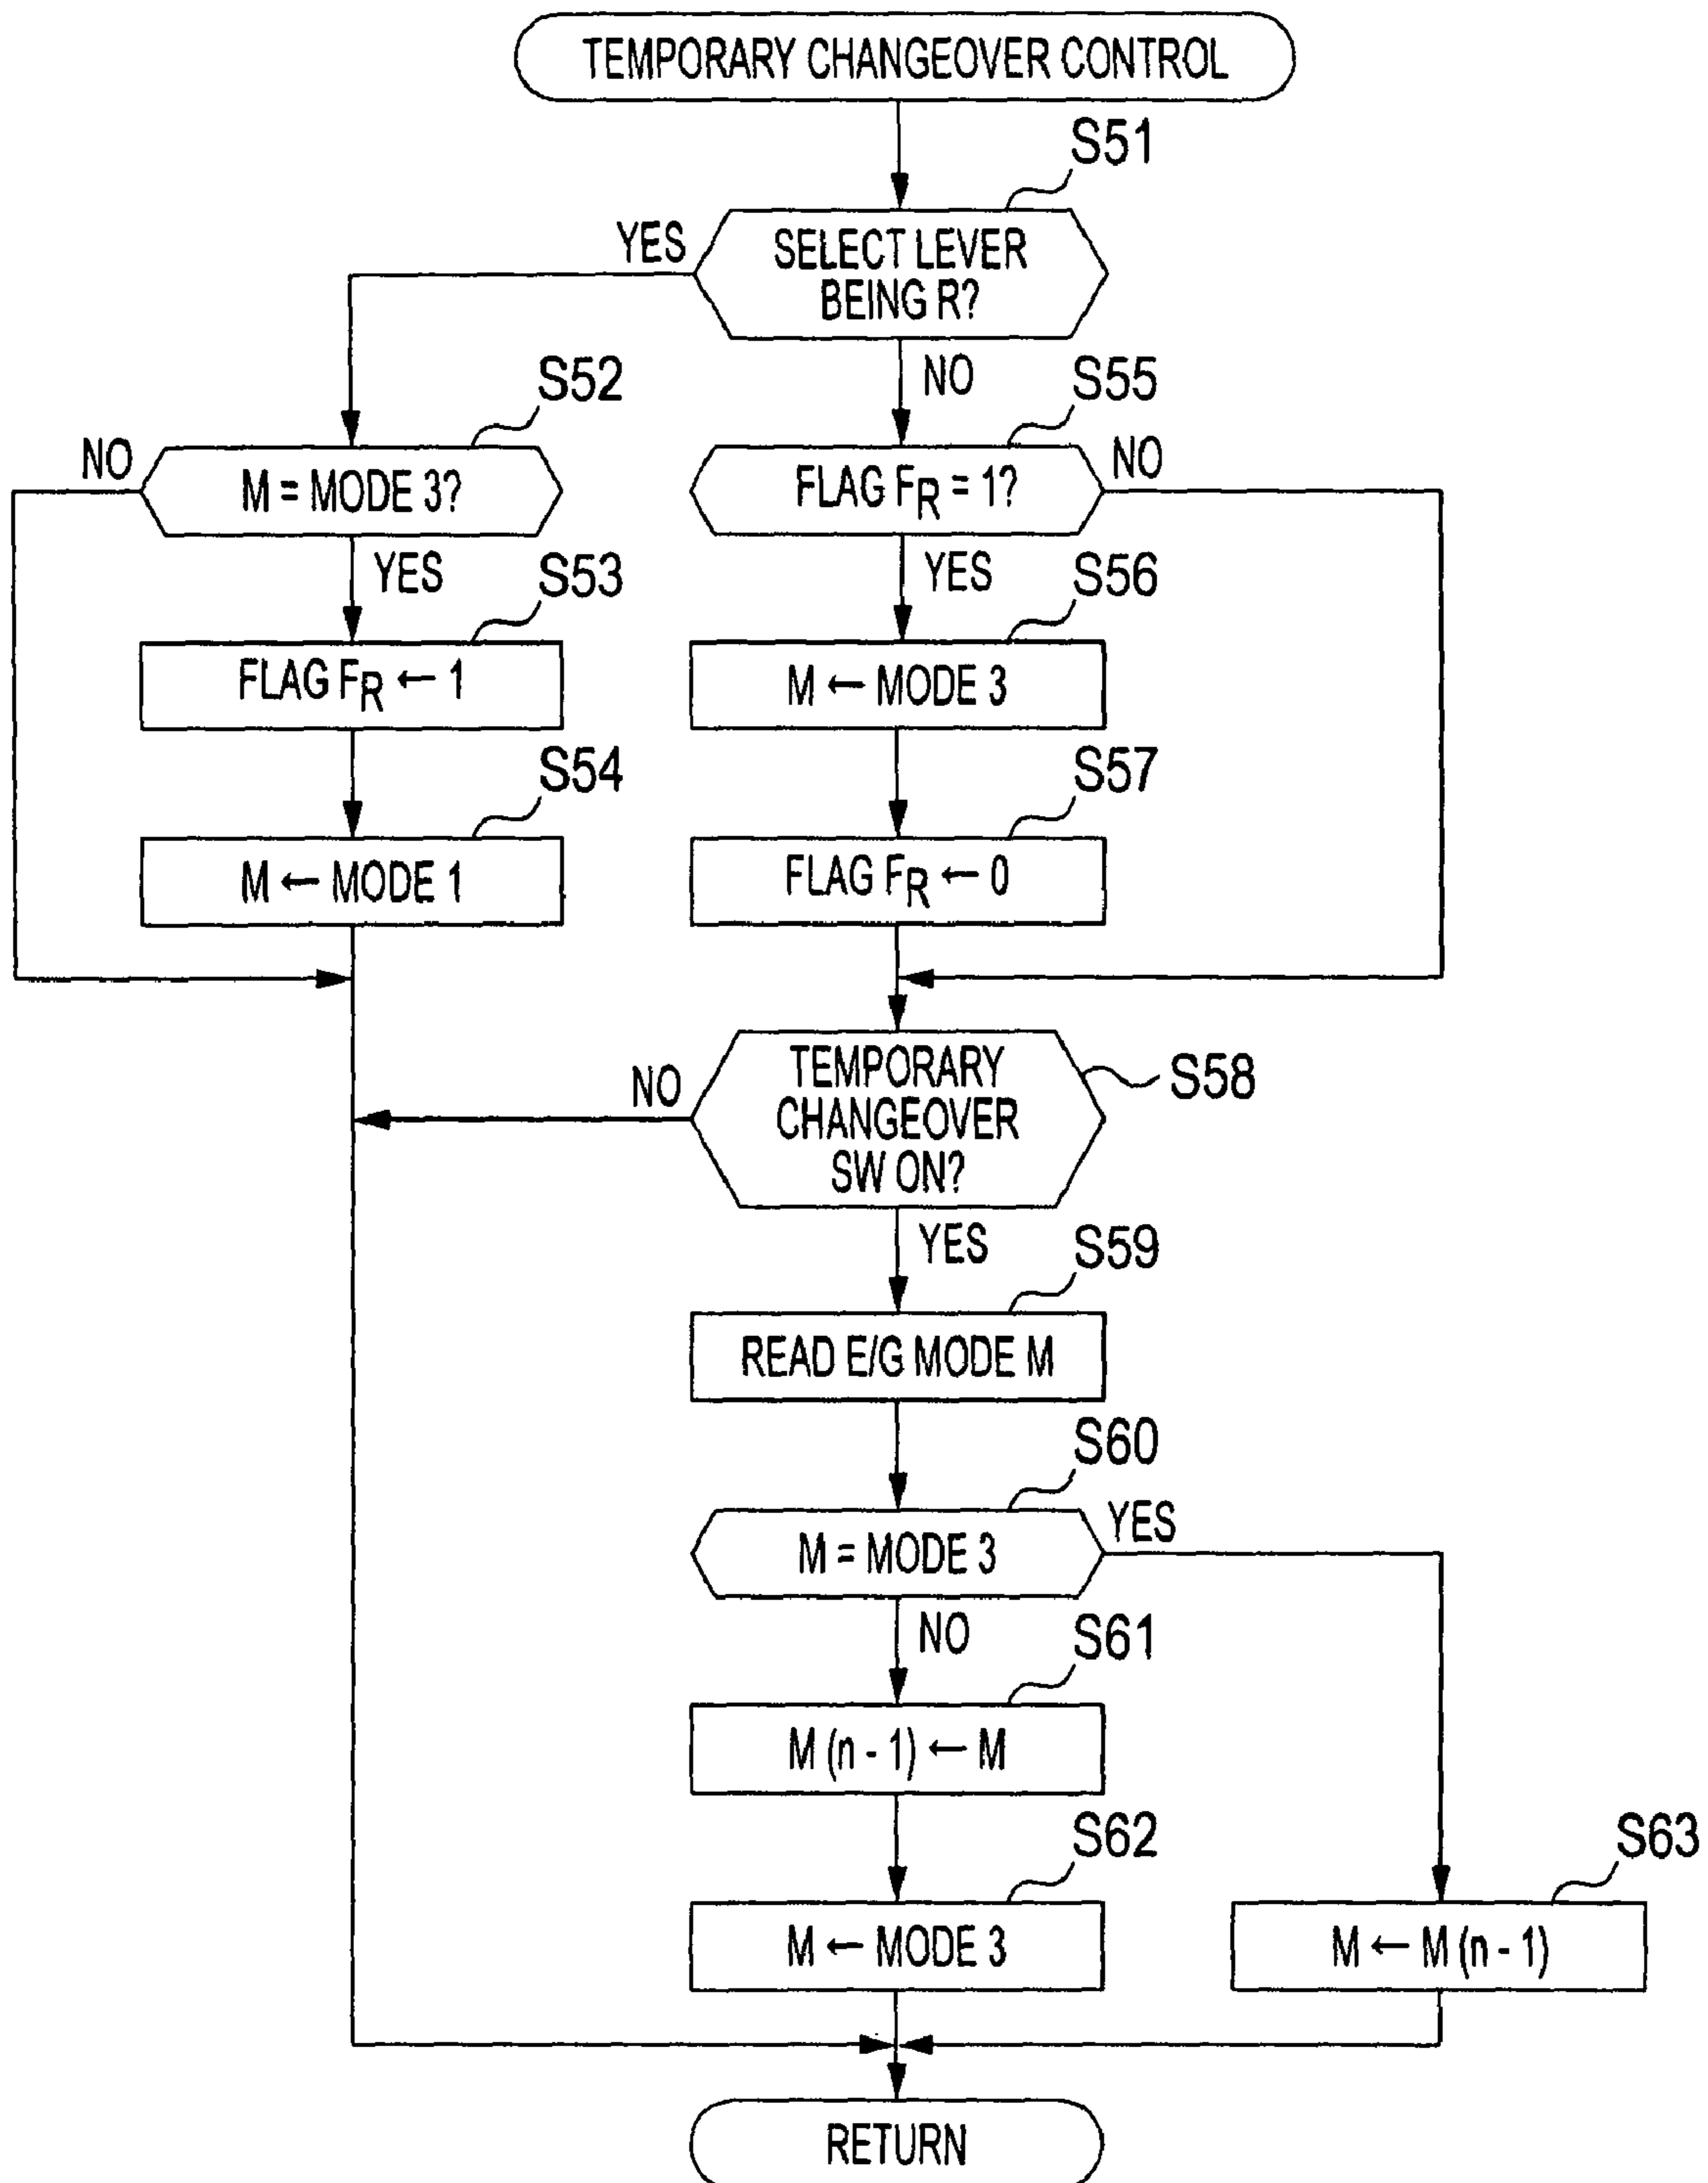 TEMPORARY CHANGEOVER CONTROL
S51
YES
SELECT LEVER
BEING R?
NO
S52
S55
NO
M = MODE 3?
FLAG FR = 1?
NO
YES
S53
YES
S56
FLAG FR ← 1
M ← MODE 3
S54
S57
M ← MODE 1
FLAG FR ← 0
NO
TEMPORARY
CHANGEOVER
SW ON?
S58
YES
S59
READ E/G MODE M
S60
M = MODE 3
YES
NO
S61
M (n - 1) ← M
S62
S63
M ← MODE 3
M ← M (n - 1)
RETURN